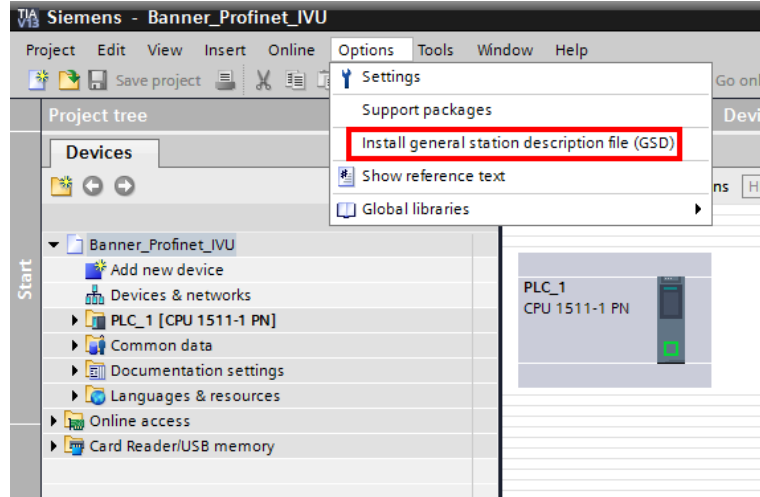 TIA V13 Siemens - Banner_Profinet_IVU
Project Edit View Insert Online Options Tools Window Help
Save project
Go onl
Settings
Support packages
Install general station description file (GSD)
Show reference text
Global libraries
Project tree
Devi
Devices
ns H
Start
Banner_Profinet_IVU
Add new device
Devices & networks
PLC_1 [CPU 1511-1 PN]
Common data
Documentation settings
Languages & resources
Online access
Card Reader/USB memory
PLC_1
CPU 1511-1 PN